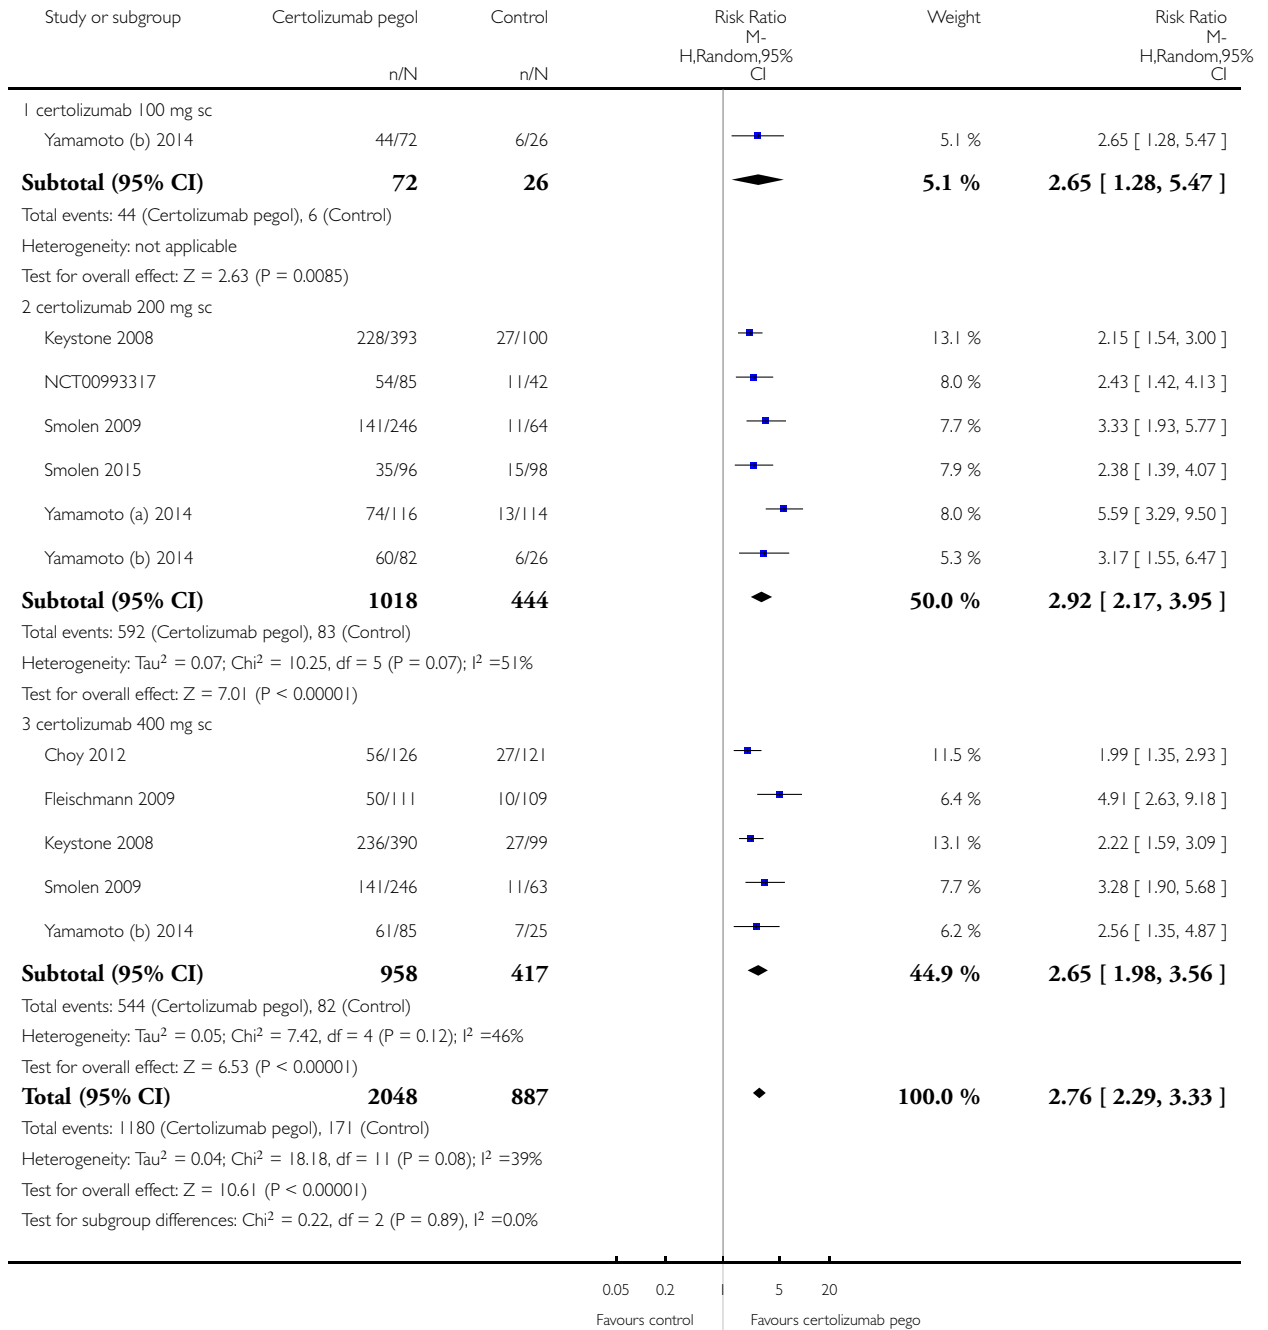 Study or subgroup Certolizumab pegol Control Risk Ratio Weight Risk Ratio
M- M-
H,Random,95% H,Random,95%
n/N n/N CI CI
1 certolizumab 100 mg sc
Yamamoto (b) 2014 44/72 6/26 5.1 % 2.65 [ 1.28, 5.47 ]
Subtotal (95% CI) 72 26 5.1 % 2.65 [ 1.28, 5.47 ]
Total events: 44 (Certolizumab pegol), 6 (Control)
Heterogeneity: not applicable
Test for overall effect: Z = 2.63 (P = 0.0085)
2 certolizumab 200 mg sc
Keystone 2008 228/393 27/100 13.1 % 2.15 [ 1.54, 3.00 ]
NCT00993317 54/85 11/42 8.0 % 2.43 [ 1.42, 4.13 ]
Smolen 2009 141/246 11/64 7.7 % 3.33 [ 1.93, 5.77 ]
Smolen 2015 35/96 15/98 7.9 % 2.38 [ 1.39, 4.07 ]
Yamamoto (a) 2014 74/116 13/114 8.0 % 5.59 [ 3.29, 9.50 ]
Yamamoto (b) 2014 60/82 6/26 5.3 % 3.17 [ 1.55, 6.47 ]
Subtotal (95% CI) 1018 444 50.0 % 2.92 [ 2.17, 3.95 ]
Total events: 592 (Certolizumab pegol), 83 (Control)
Heterogeneity: Tau² = 0.07; Chi² = 10.25, df = 5 (P = 0.07); I² =51%
Test for overall effect: Z = 7.01 (P < 0.00001)
3 certolizumab 400 mg sc
Choy 2012 56/126 27/121 11.5 % 1.99 [ 1.35, 2.93 ]
Fleischmann 2009 50/111 10/109 6.4 % 4.91 [ 2.63, 9.18 ]
Keystone 2008 236/390 27/99 13.1 % 2.22 [ 1.59, 3.09 ]
Smolen 2009 141/246 11/63 7.7 % 3.28 [ 1.90, 5.68 ]
Yamamoto (b) 2014 61/85 7/25 6.2 % 2.56 [ 1.35, 4.87 ]
Subtotal (95% CI) 958 417 44.9 % 2.65 [ 1.98, 3.56 ]
Total events: 544 (Certolizumab pegol), 82 (Control)
Heterogeneity: Tau² = 0.05; Chi² = 7.42, df = 4 (P = 0.12); I² =46%
Test for overall effect: Z = 6.53 (P < 0.00001)
Total (95% CI) 2048 887 100.0 % 2.76 [ 2.29, 3.33 ]
Total events: 1180 (Certolizumab pegol), 171 (Control)
Heterogeneity: Tau² = 0.04; Chi² = 18.18, df = 11 (P = 0.08); I² =39%
Test for overall effect: Z = 10.61 (P < 0.00001)
Test for subgroup differences: Chi² = 0.22, df = 2 (P = 0.89), I² =0.0%
0.05 0.2 1 5 20
Favours control Favours certolizumab pego